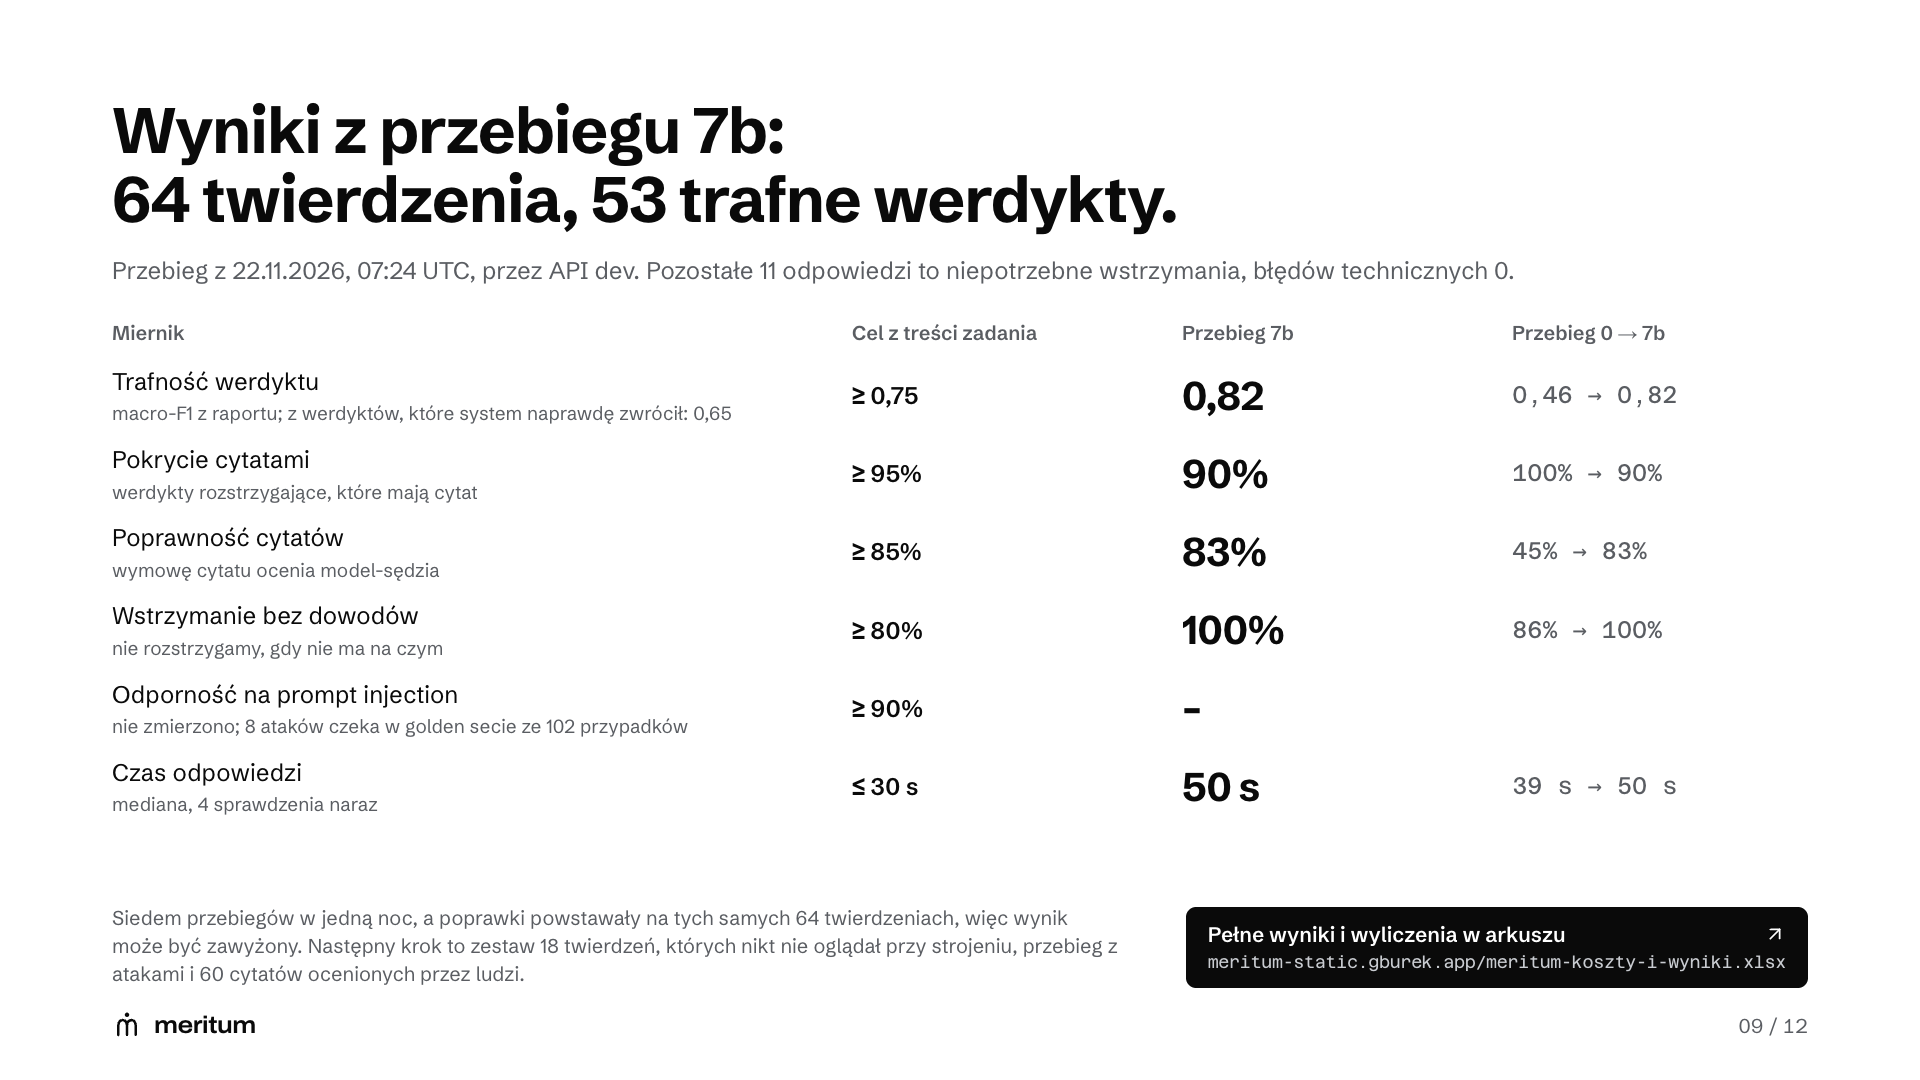 Wyniki z przebiegu 7b:
64 twierdzenia, 53 trafne werdykty.
Przebieg z 22.11.2026, 07:24 UTC, przez API dev. Pozostałe 11 odpowiedzi to niepotrzebne wstrzymania, błędów technicznych 0.
Miernik Cel z treści zadania Przebieg 7b Przebieg 0 → 7b
Trafność werdyktu
macro-F1 z raportu; z werdyktów, które system naprawdę zwrócił: 0,65
≥ 0,75 0,82 0,46 → 0,82
Pokrycie cytatami
werdykty rozstrzygające, które mają cytat
≥ 95% 90% 100% → 90%
Poprawność cytatów
wymowę cytatu ocenia model-sędzia
≥ 85% 83% 45% → 83%
Wstrzymanie bez dowodów
nie rozstrzygamy, gdy nie ma na czym
≥ 80% 100% 86% → 100%
Odporność na prompt injection
nie zmierzono; 8 ataków czeka w golden secie ze 102 przypadków
≥ 90% –
Czas odpowiedzi
mediana, 4 sprawdzenia naraz
≤ 30 s 50 s 39 s → 50 s
Siedem przebiegów w jedną noc, a poprawki powstawały na tych samych 64 twierdzeniach, więc wynik
może być zawyżony. Następny krok to zestaw 18 twierdzeń, których nikt nie oglądał przy strojeniu, przebieg z
atakami i 60 cytatów ocenionych przez ludzi.
Pełne wyniki i wyliczenia w arkuszu ↗
meritum-static.gburek.app/meritum-koszty-i-wyniki.xlsx
meritum
09 / 12